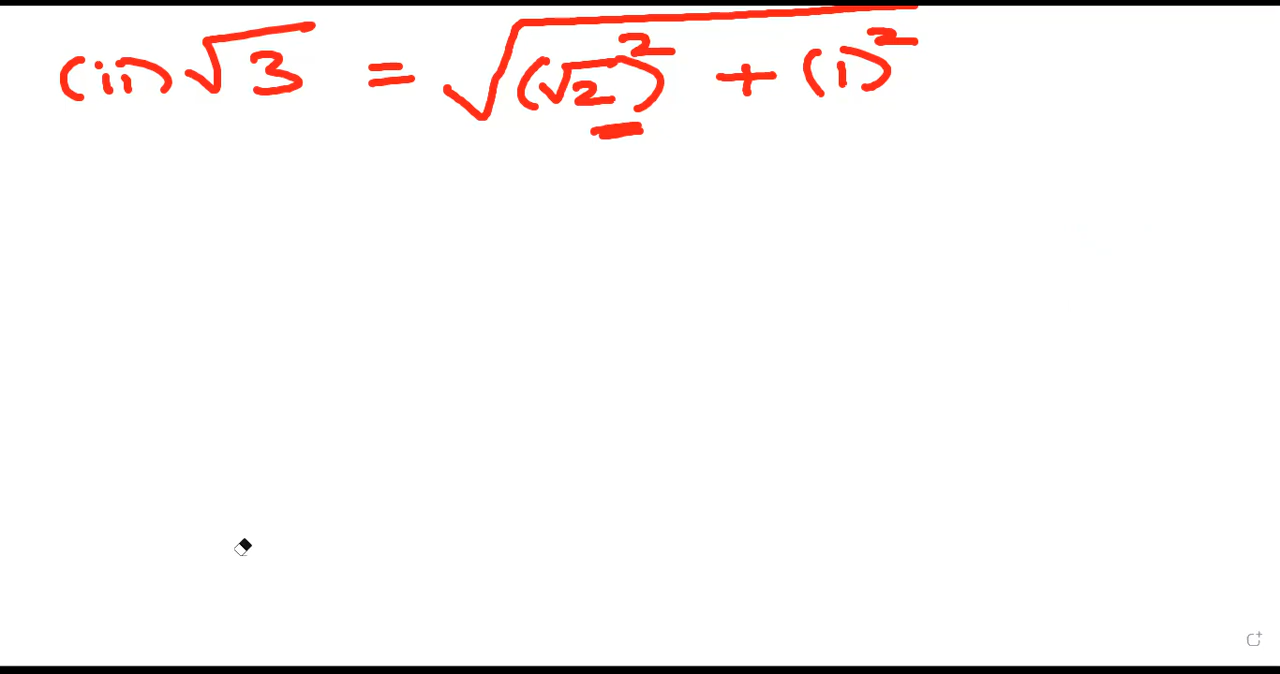 (ii) √3 = √(√2)² + (1)²